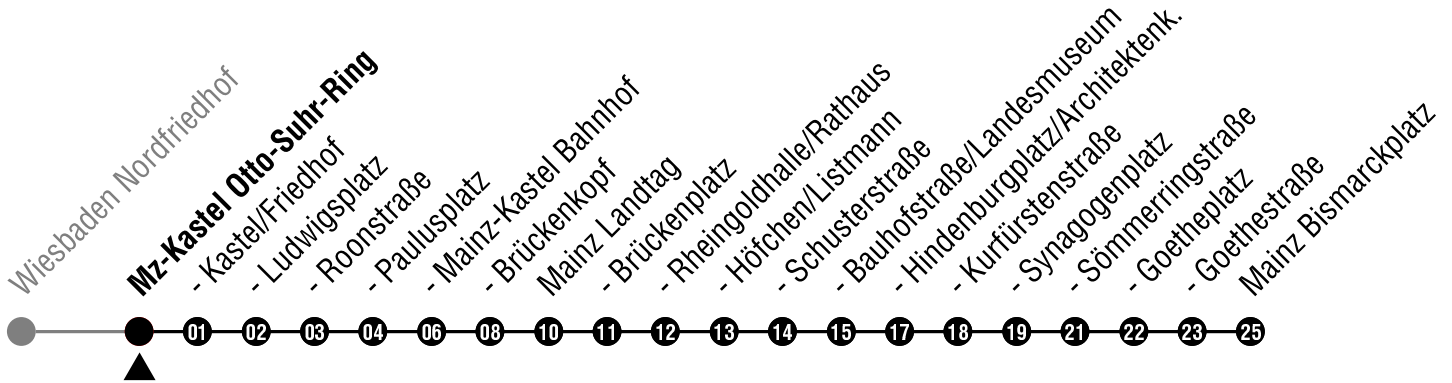 Wiesbaden Nordfriedhof
Mz-Kastel Otto-Suhr-Ring
- Kastel/Friedhof
- Ludwigsplatz
- Roonstraße
- Paulusplatz
- Mainz-Kastel Bahnhof
- Brückenkopf
Mainz Landtag
- Brückenplatz
- Rheingoldhalle/Rathaus
- Höfchen/Listmann
- Schusterstraße
- Bauhofstraße/Landesmuseum
- Hindenburgplatz/Architektenk.
- Kurfürstenstraße
- Synagogenplatz
- Sömmerringstraße
- Goetheplatz
- Goethestraße
Mainz Bismarckplatz
01 02 03 04 06 08 10 11 12 13 14 15 17 18 19 21 22 23 25